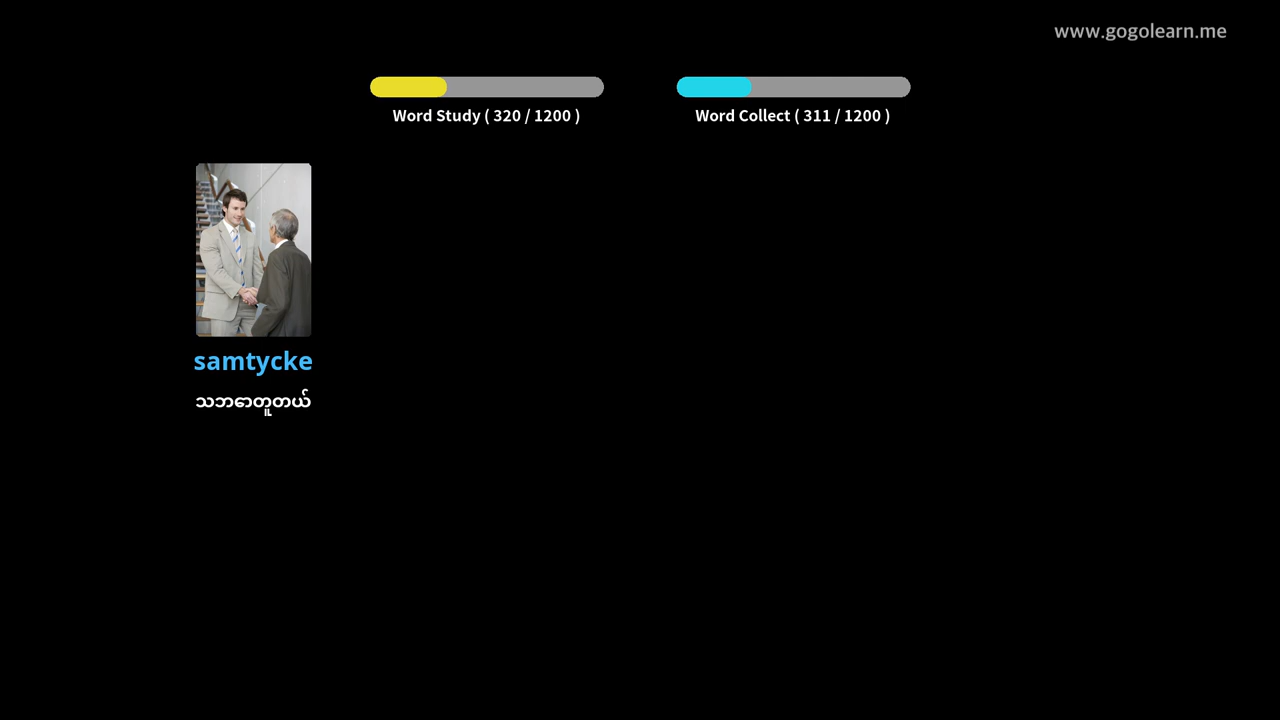 www.gogolearn.me
Word Study ( 320 / 1200 )
Word Collect ( 311 / 1200 )
samtycke
သဘောတူတယ်